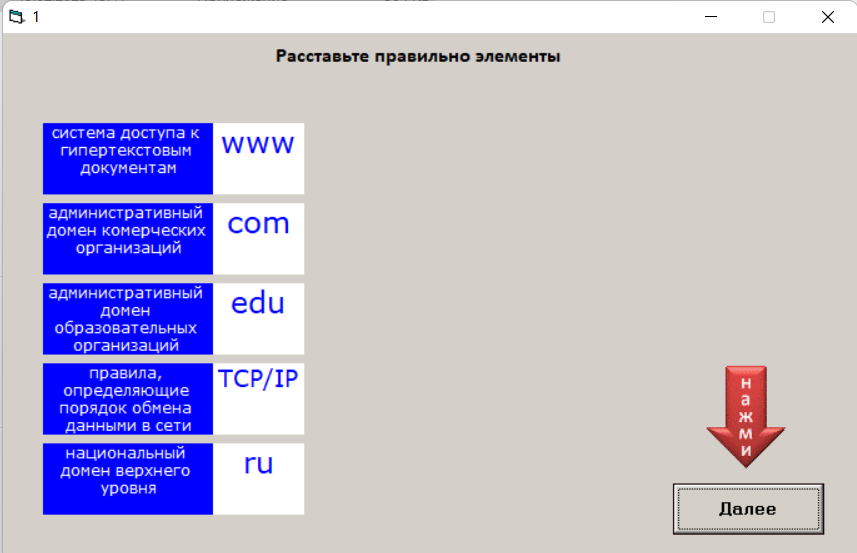 1
Расставьте правильно элементы
система доступа к
гипертекстовым
документам
www
административный
домен комерческих
организаций
com
административный
домен
образовательных
организаций
edu
правила,
определяющие
порядок обмена
данными в сети
TCP/IP
национальный
домен верхнего
уровня
ru
нажми
Далее